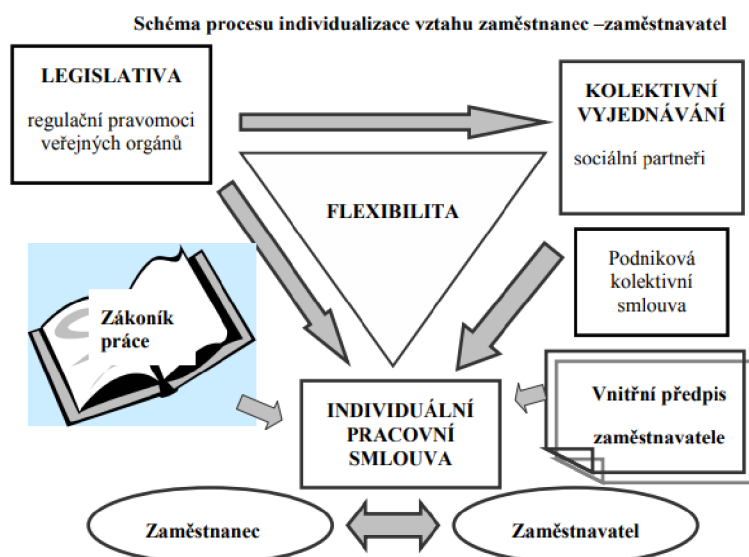 Schéma procesu individualizace vztahu zaměstnanec –zaměstnavatel
LEGISLATIVA
regulační pravomoci
veřejných orgánů
KOLEKTIVNÍ
VYJEDNÁVÁNÍ
sociální partneři
FLEXIBILITA
Podniková
kolektivní
smlouva
Zákoník
práce
Vnitřní předpis
zaměstnavatele
INDIVIDUÁLNÍ
PRACOVNÍ
SMLOUVA
Zaměstnanec
Zaměstnavatel